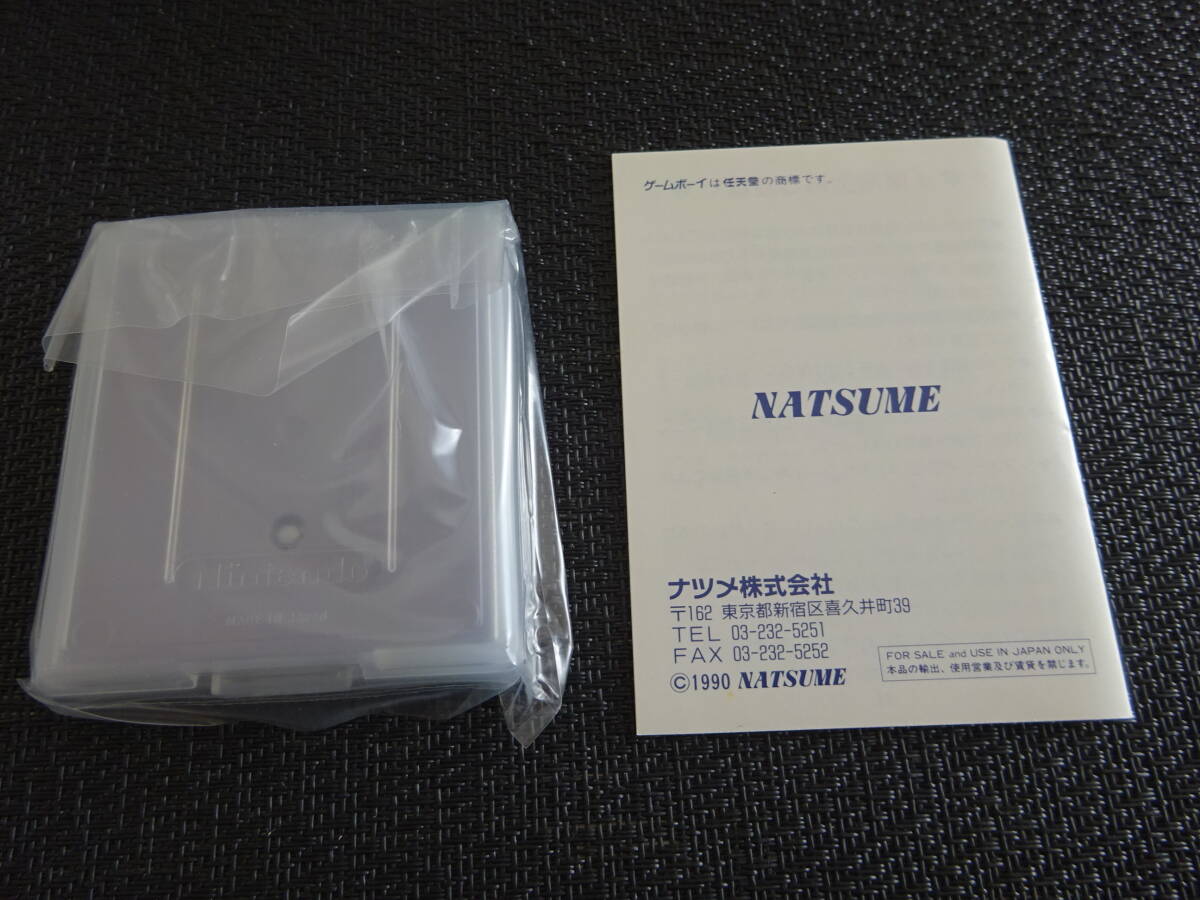 Nintendo
ゲームボーイは任天堂の商標です。
NATSUME
ナツメ株式会社
〒162 東京都新宿区喜久井町39
TEL 03-232-5251
FAX 03-232-5252
©1990 NATSUME
FOR SALE and USE IN JAPAN ONLY
本品の輸出、使用営業及び賃貸を禁じます。